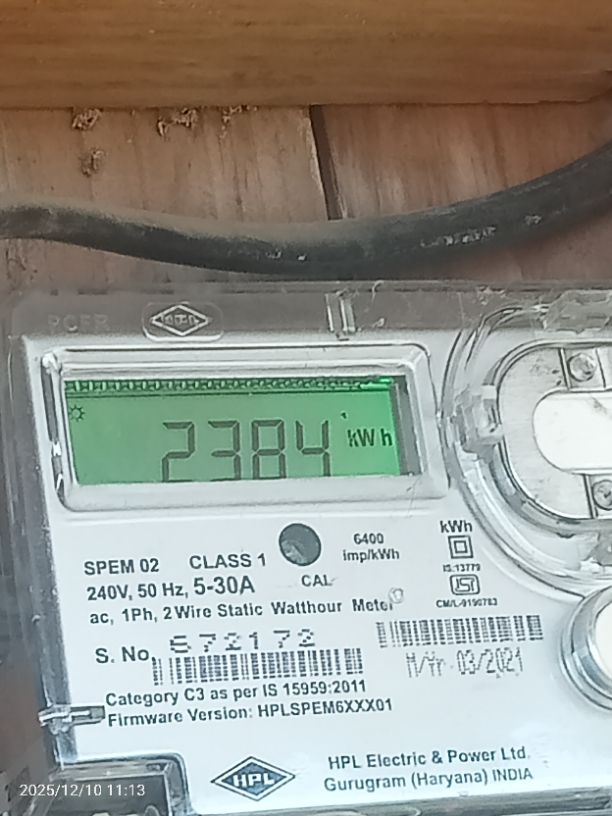 2384 kWh
kWh
6400
imp/kWh
SPEM 02 CLASS 1
CAL
IS:13779
240V, 50 Hz, 5-30A
ISI
CM/L-9190783
ac, 1Ph, 2 Wire Static Watthour Meter
S. No. 572172
M/Yr - 03/2021
Category C3 as per IS 15959:2011
Firmware Version: HPLSPEM6XXX01
HPL
HPL Electric & Power Ltd.
Gurugram (Haryana) INDIA
2025/12/10 11:13